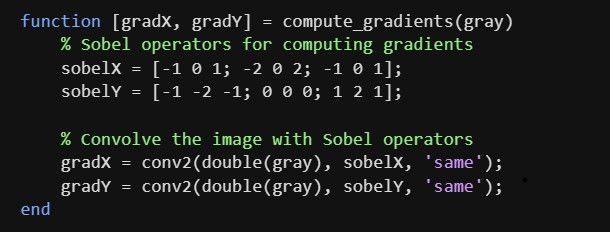 function [gradX, gradY] = compute_gradients(gray)
% Sobel operators for computing gradients
sobelX = [-1 0 1; -2 0 2; -1 0 1];
sobelY = [-1 -2 -1; 0 0 0; 1 2 1];
% Convolve the image with Sobel operators
gradX = conv2(double(gray), sobelX, 'same');
gradY = conv2(double(gray), sobelY, 'same');
end